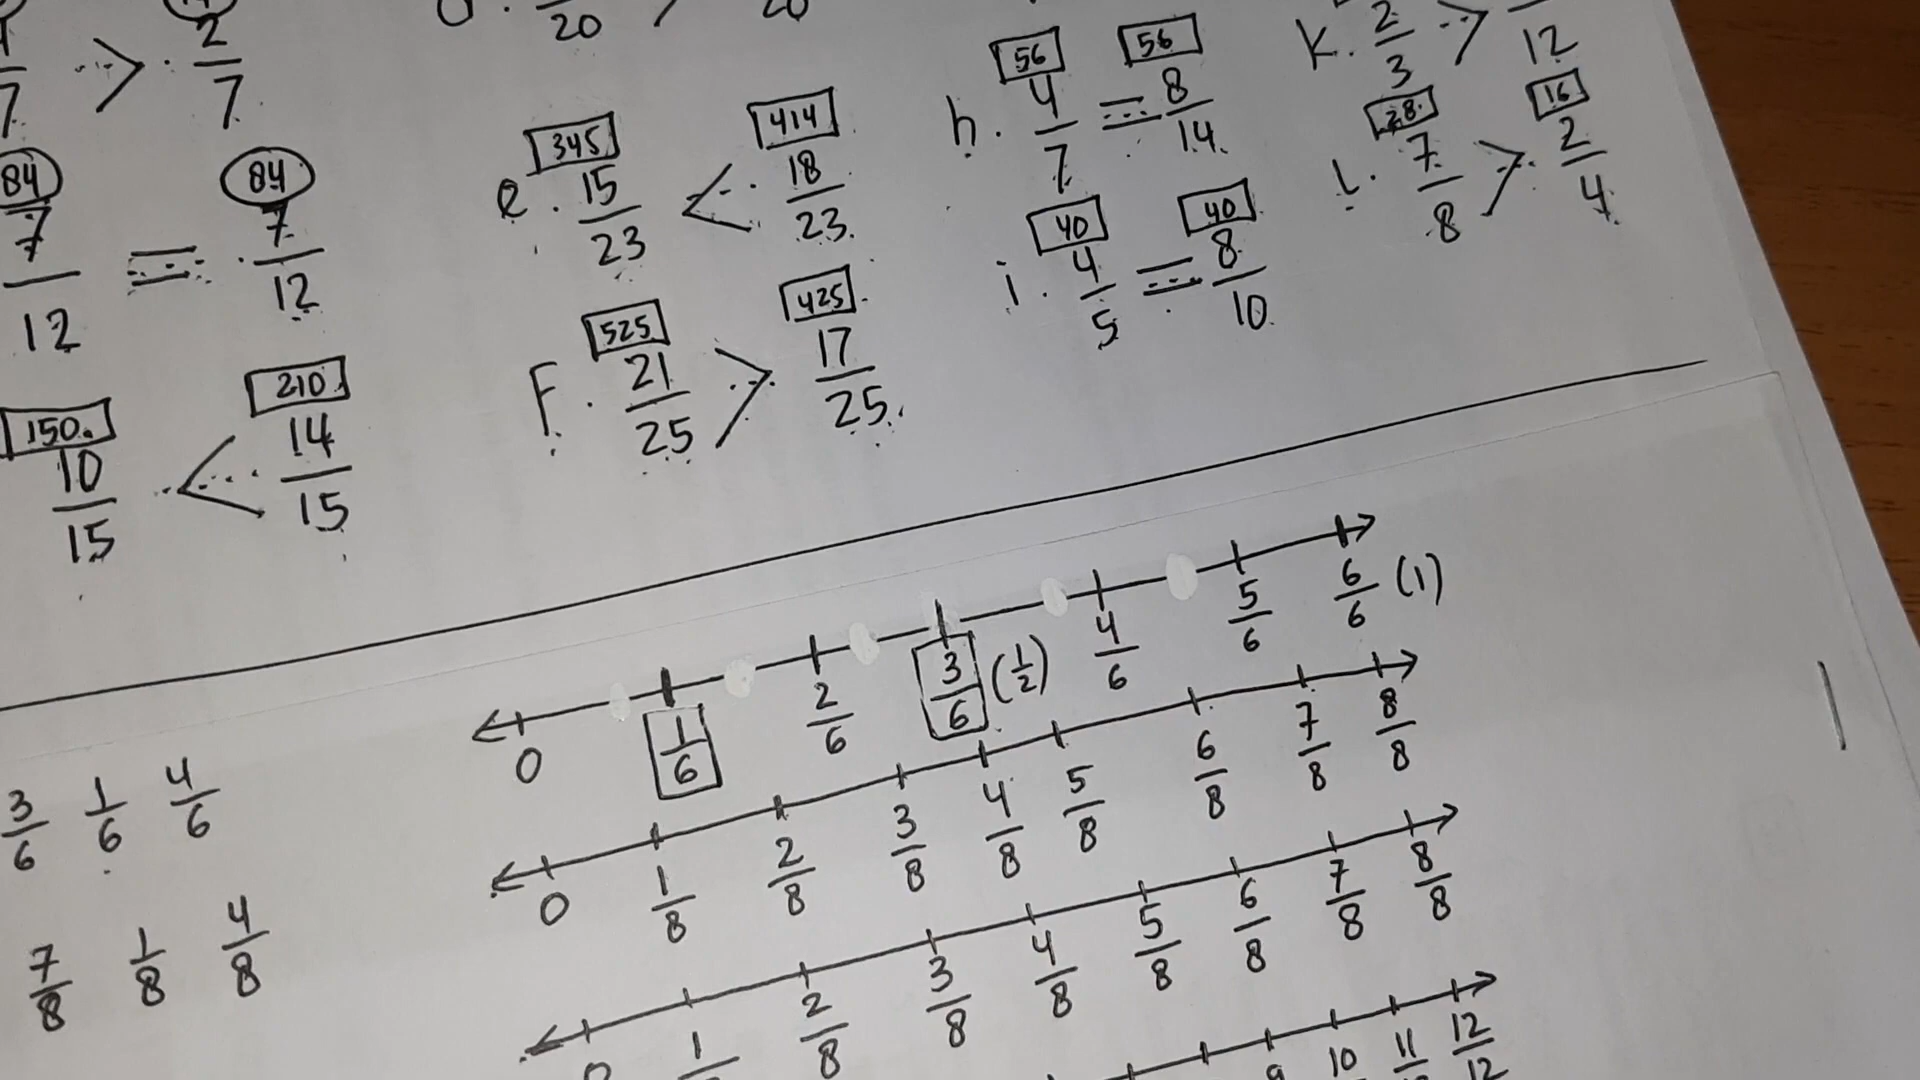 2/7 > 2/7
20 > 20
K. 2/3 > 12
84 84
7/12 = 7/12
345 414
e. 15/23 < 18/23
56 56
h. 4/7 = 8/14
28. 16
l. 7/8 > 2/4
150. 210
10/15 < 14/15
525 425
F. 21/25 > 17/25
40 40
i. 4/5 = 8/10
0 1/6 2/6 3/6 (1/2) 4/6 5/6 6/6 (1)
3/6 1/6 4/6
0 1/8 2/8 3/8 4/8 5/8 6/8 7/8 8/8
7/8 1/8 4/8
0 1 2/8 3/8 4/8 5/8 6/8 7/8 8/8
9 10 11 12/12